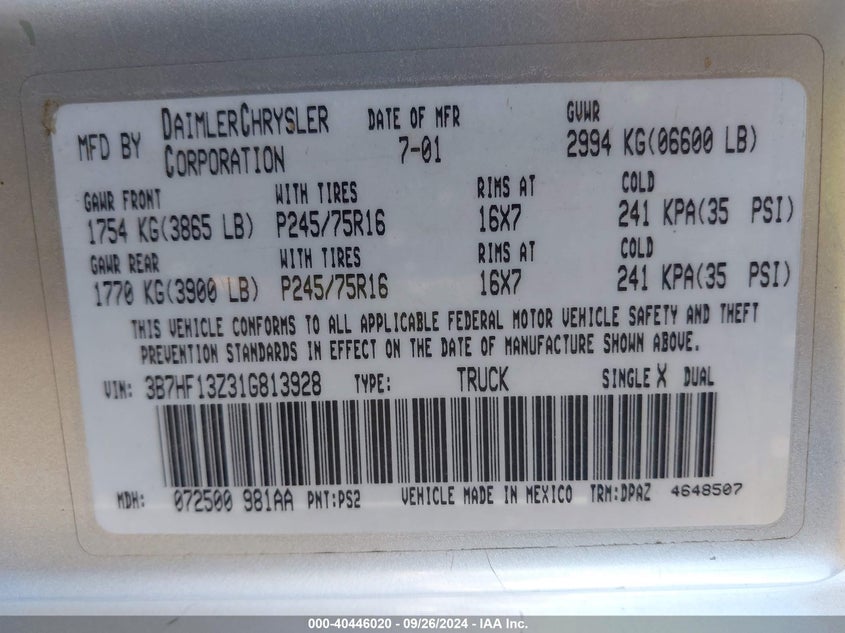 MFD BY DAIMLERCHRYSLER CORPORATION DATE OF MFR 7-01 GVWR 2994 KG(06600 LB)
GAWR FRONT WITH TIRES RIMS AT COLD
1754 KG(3865 LB) P245/75R16 16X7 241 KPA(35 PSI)
GAWR REAR WITH TIRES RIMS AT COLD
1770 KG(3900 LB) P245/75R16 16X7 241 KPA(35 PSI)
THIS VEHICLE CONFORMS TO ALL APPLICABLE FEDERAL MOTOR VEHICLE SAFETY AND THEFT
PREVENTION STANDARDS IN EFFECT ON THE DATE OF MANUFACTURE SHOWN ABOVE.
VIN: 3B7HF13Z31G813928 TYPE: TRUCK SINGLE X DUAL
MDH: 072500 981AA PNT:PS2 VEHICLE MADE IN MEXICO TRM:DPAZ 4648507
000-40446020 - 09/26/2024 - IAA Inc.